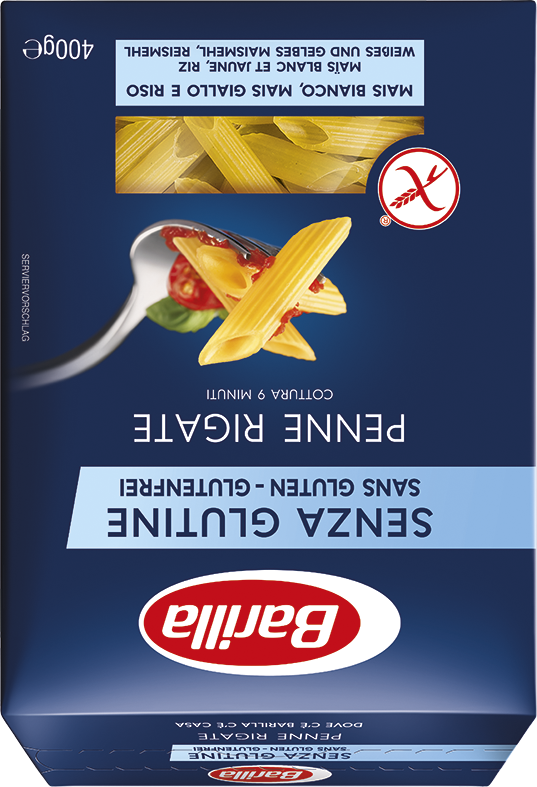 Barilla
SENZA GLUTINE
SANS GLUTEN - GLUTENFREI
PENNE RIGATE
DOVE C'È BARILLA C'È CASA
Barilla
SENZA GLUTINE
SANS GLUTEN - GLUTENFREI
PENNE RIGATE
COTTURA 9 MINUTI
SERVIERVORSCHLAG
®
MAIS BIANCO, MAIS GIALLO E RISO
MAÏS BLANC ET JAUNE, RIZ
WEIßES UND GELBES MAISMEHL, REISMEHL
400g℮